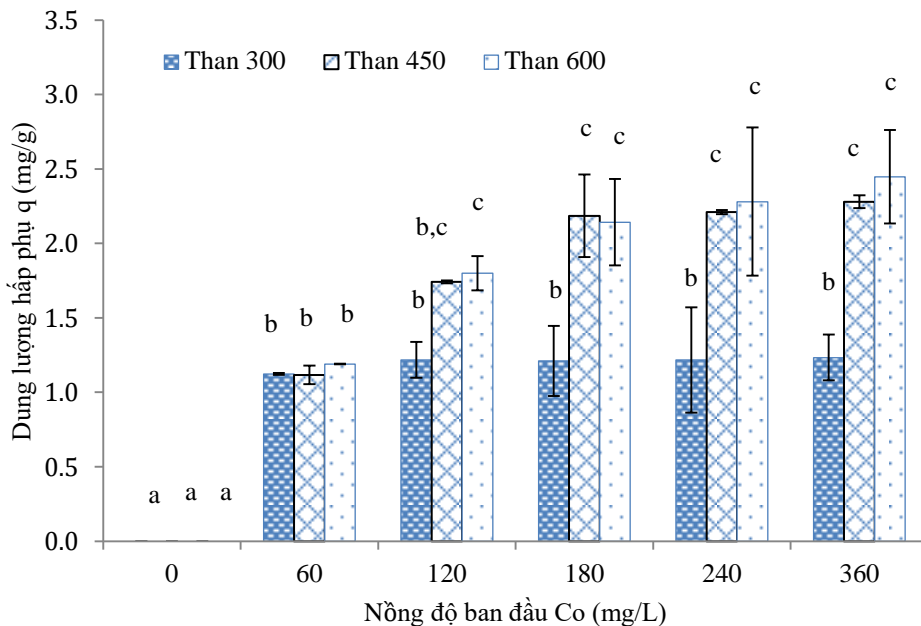 3.5
Than 300 Than 450 Than 600
3.0
2.5
2.0
1.5
1.0
0.5
0.0
Dung lượng hấp phụ q (mg/g)
a a a
b b b
b b,c c
b c c
b c c
b c c
0 60 120 180 240 360
Nồng độ ban đầu Co (mg/L)